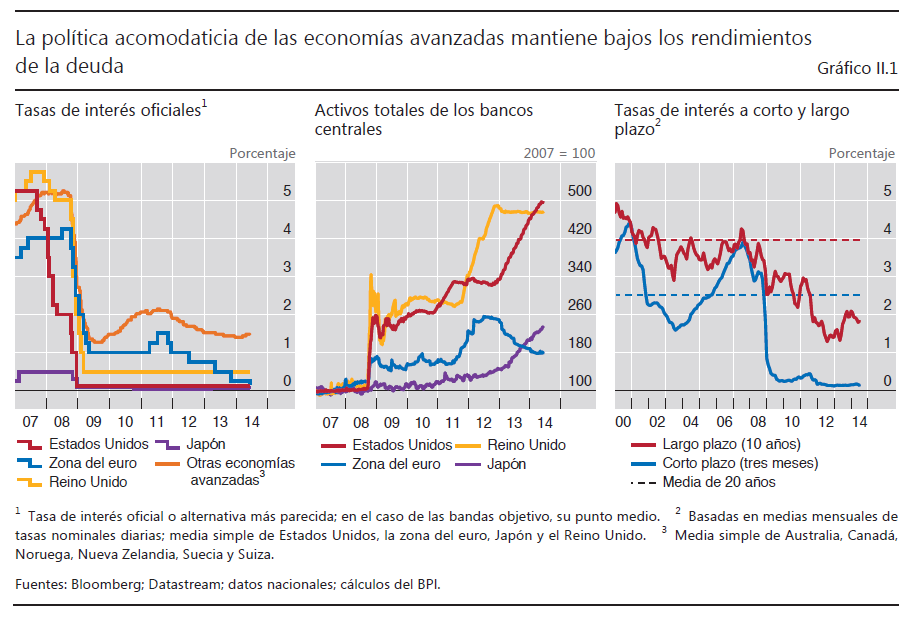 La política acomodaticia de las economías avanzadas mantiene bajos los rendimientos
de la deuda
Gráfico II.1
Tasas de interés oficiales1
Porcentaje
5
4
3
2
1
0
07 08 09 10 11 12 13 14
Estados Unidos
Zona del euro
Reino Unido
Japón
Otras economías
avanzadas3
Activos totales de los bancos
centrales
2007 = 100
500
420
340
260
180
100
07 08 09 10 11 12 13 14
Estados Unidos
Zona del euro
Reino Unido
Japón
Tasas de interés a corto y largo
plazo2
Porcentaje
5
4
3
2
1
0
00 02 04 06 08 10 12 14
Largo plazo (10 años)
Corto plazo (tres meses)
Media de 20 años
1 Tasa de interés oficial o alternativa más parecida; en el caso de las bandas objetivo, su punto medio. 2 Basadas en medias mensuales de
tasas nominales diarias; media simple de Estados Unidos, la zona del euro, Japón y el Reino Unido. 3 Media simple de Australia, Canadá,
Noruega, Nueva Zelandia, Suecia y Suiza.
Fuentes: Bloomberg; Datastream; datos nacionales; cálculos del BPI.